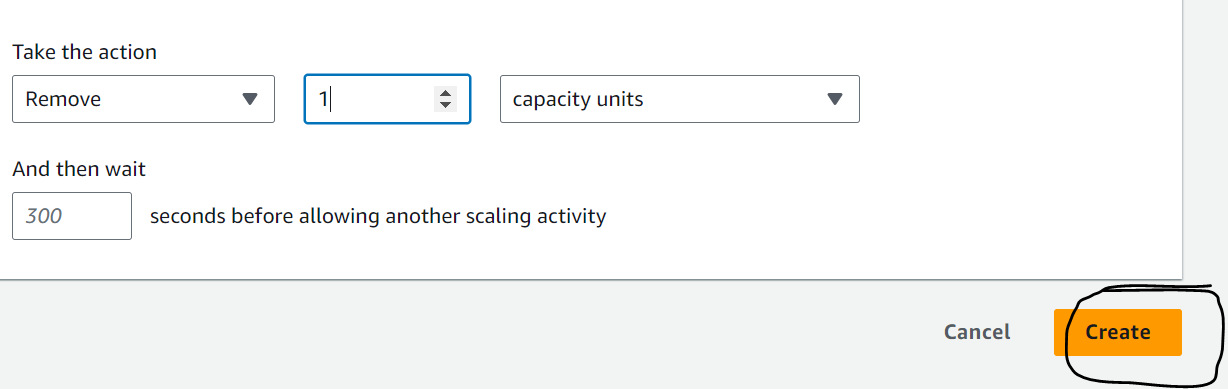 Take the action
Remove 1 capacity units
And then wait
300 seconds before allowing another scaling activity
Cancel Create